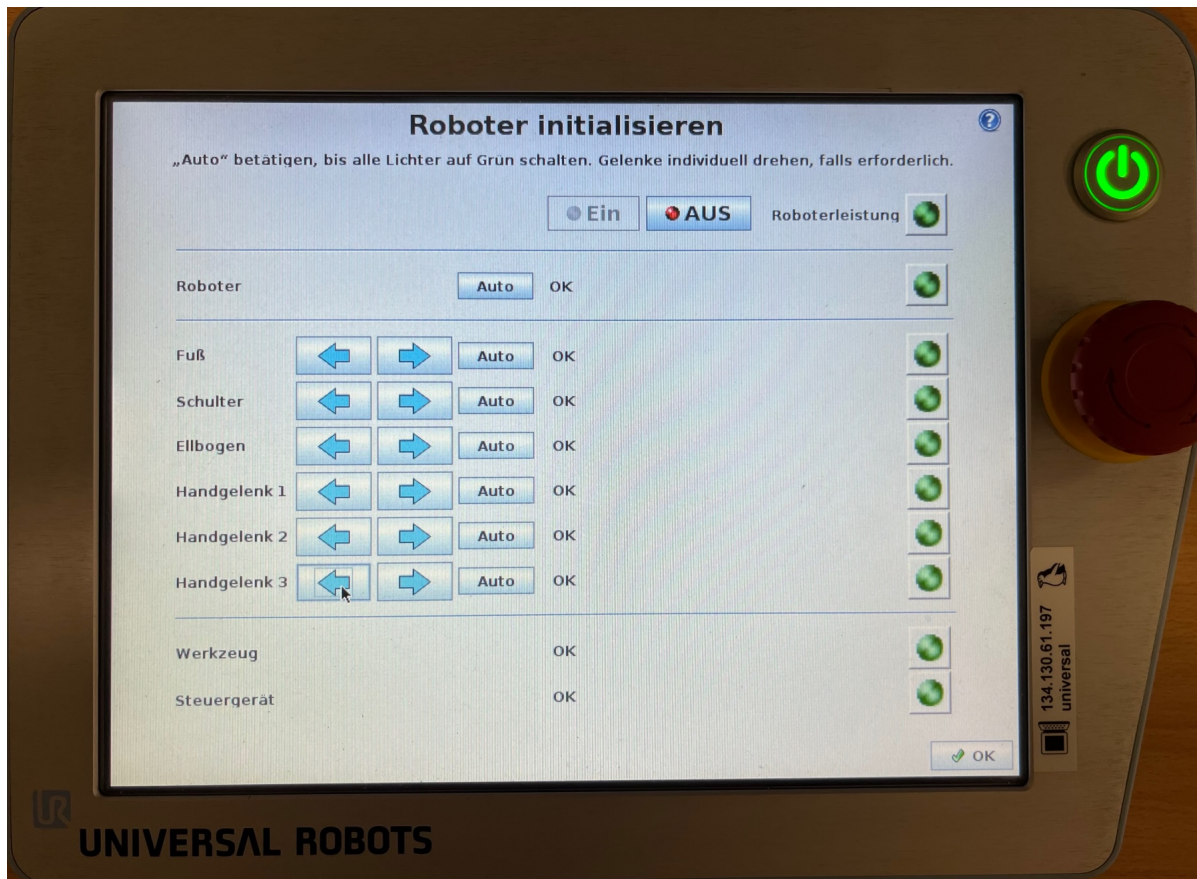 Roboter initialisieren
„Auto“ betätigen, bis alle Lichter auf Grün schalten. Gelenke individuell drehen, falls erforderlich.
Ein AUS Roboterleistung
Roboter Auto OK
Fuß Auto OK
Schulter Auto OK
Ellbogen Auto OK
Handgelenk 1 Auto OK
Handgelenk 2 Auto OK
Handgelenk 3 Auto OK
Werkzeug OK
Steuergerät OK
OK
134.130.61.197
universal
UR
UNIVERSAL ROBOTS